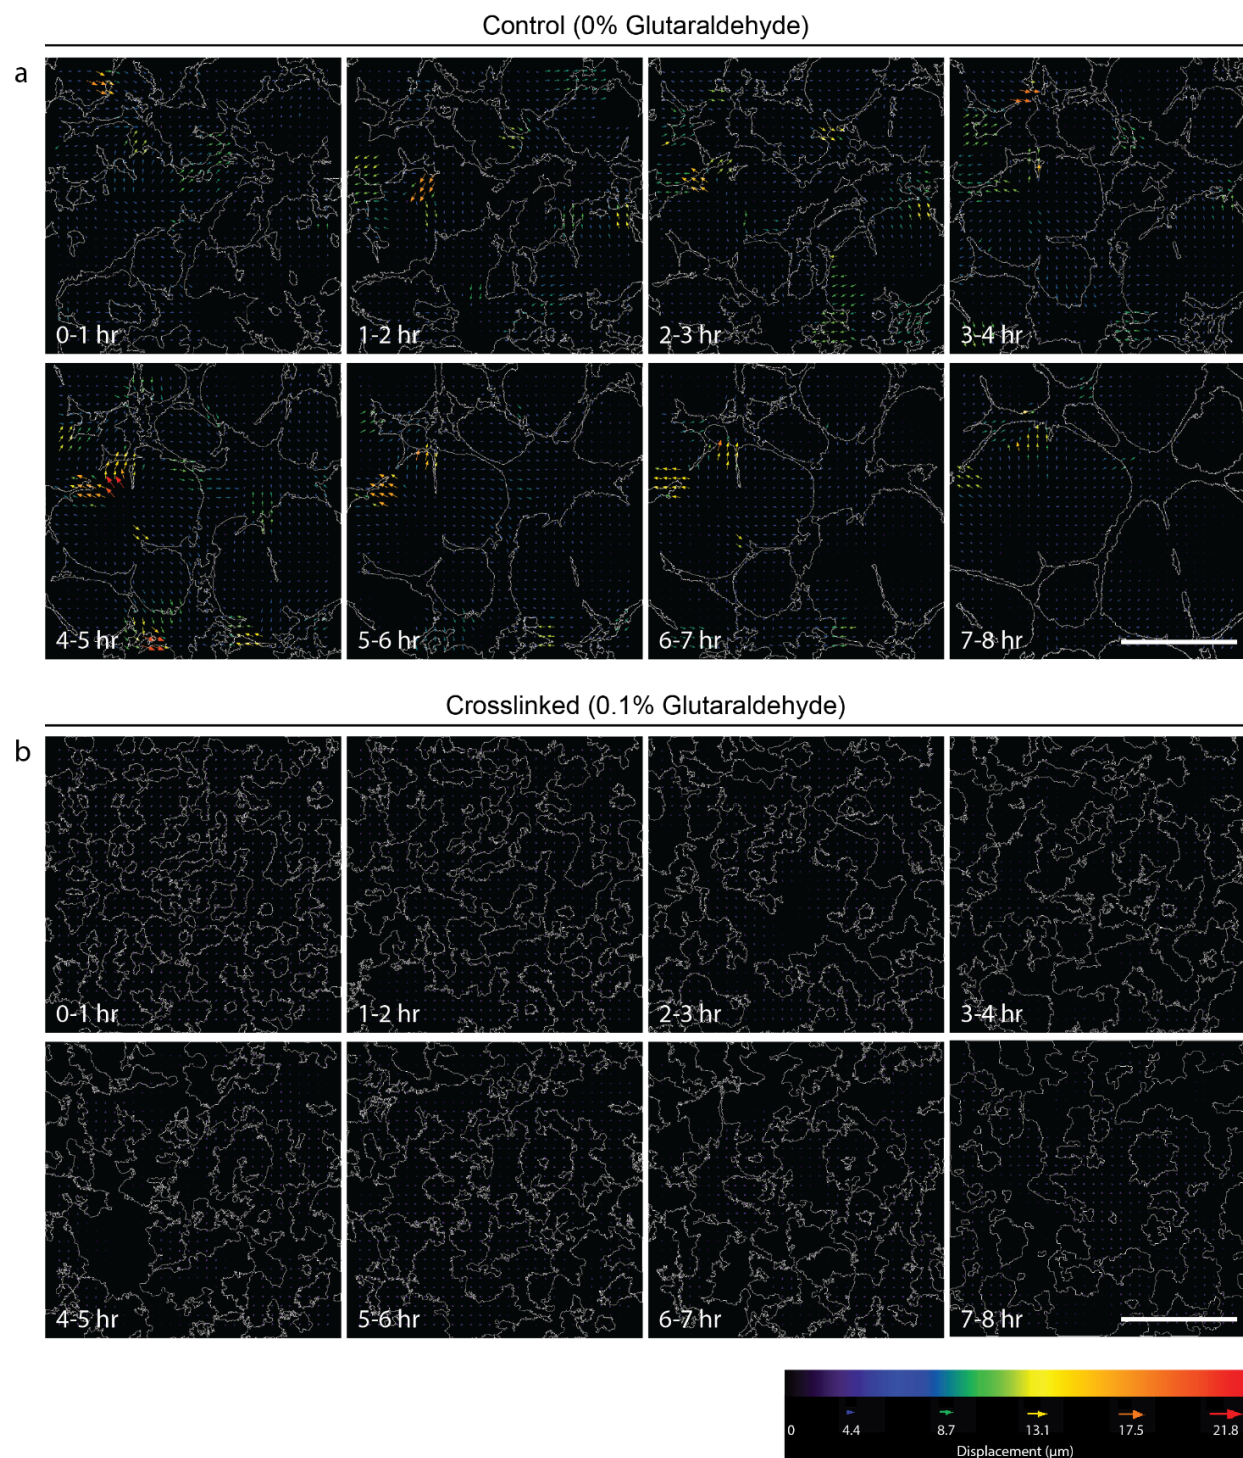 Control (0% Glutaraldehyde)
a
0-1 hr
1-2 hr
2-3 hr
3-4 hr
4-5 hr
5-6 hr
6-7 hr
7-8 hr
Crosslinked (0.1% Glutaraldehyde)
b
0-1 hr
1-2 hr
2-3 hr
3-4 hr
4-5 hr
5-6 hr
6-7 hr
7-8 hr
0 4.4 8.7 13.1 17.5 21.8
Displacement (μm)